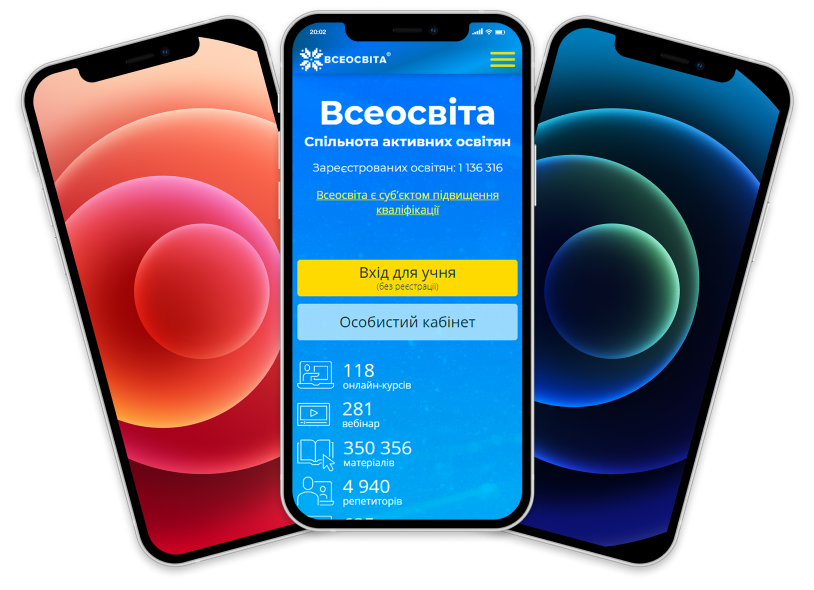 20:02
ВСЕОСВІТА
Всеосвіта
Спільнота активних освітян
Зареєстрованих освітян: 1 136 316
Всеосвіта є суб'єктом підвищення
кваліфікації
Вхід для учня
(без реєстрації)
Особистий кабінет
118
онлайн-курсів
281
вебінар
350 356
матеріалів
4 940
репетиторів